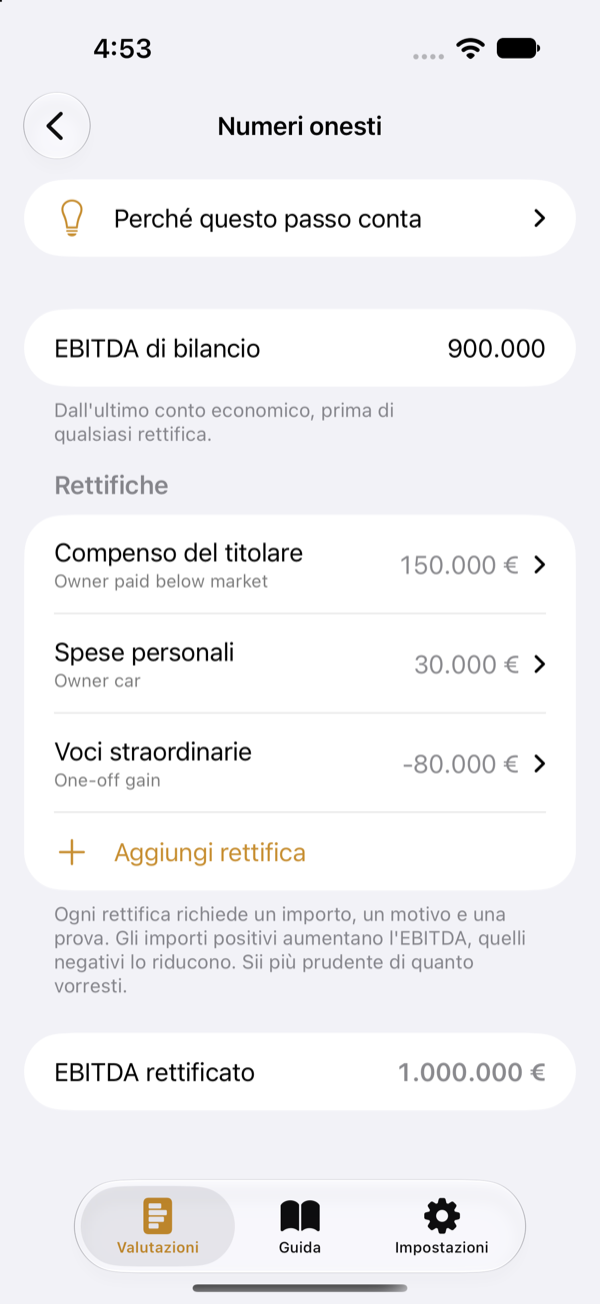 4:53
Numeri onesti
Perché questo passo conta
EBITDA di bilancio 900.000
Dall'ultimo conto economico, prima di
qualsiasi rettifica.
Rettifiche
Compenso del titolare 150.000 €
Owner paid below market
Spese personali 30.000 €
Owner car
Voci straordinarie -80.000 €
One-off gain
Aggiungi rettifica
Ogni rettifica richiede un importo, un motivo e una
prova. Gli importi positivi aumentano l'EBITDA, quelli
negativi lo riducono. Sii più prudente di quanto
vorresti.
EBITDA rettificato 1.000.000 €
Valutazioni Guida Impostazioni